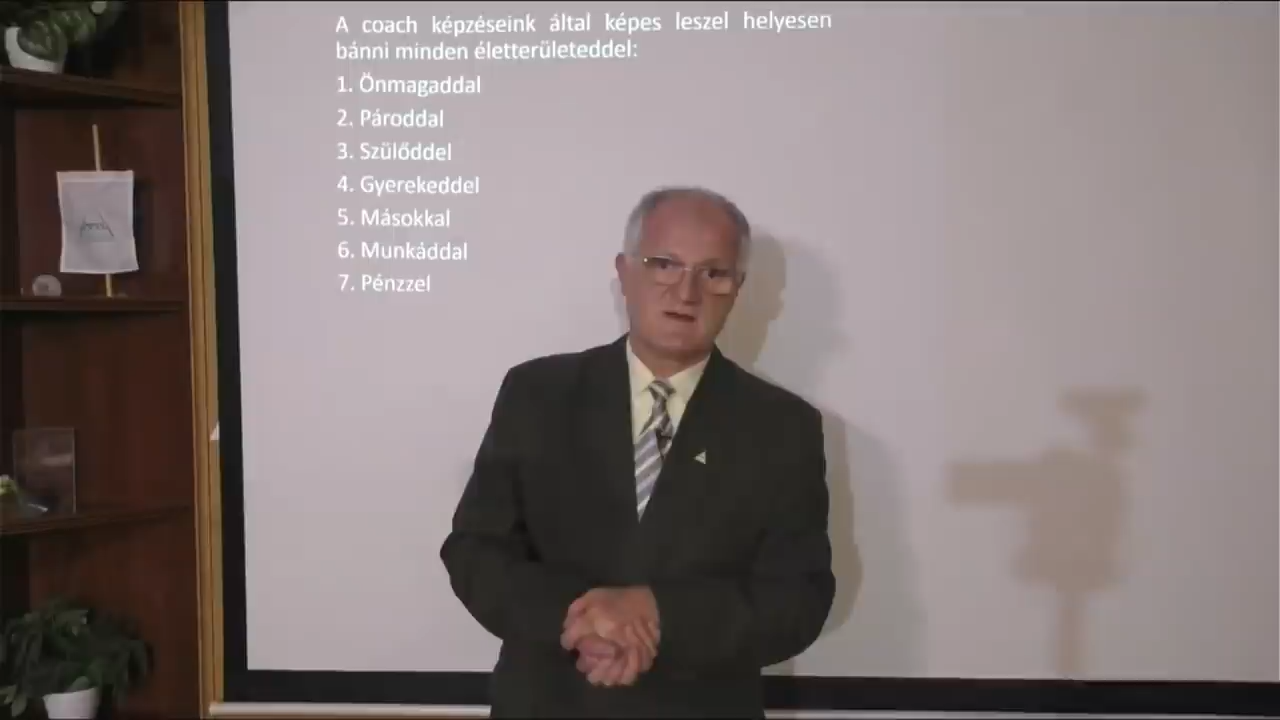 A coach képzéseink által képes leszel helyesen
bánni minden életterületeddel:
1. Önmagaddal
2. Pároddal
3. Szülőddel
4. Gyerekeddel
5. Másokkal
6. Munkáddal
7. Pénzzel